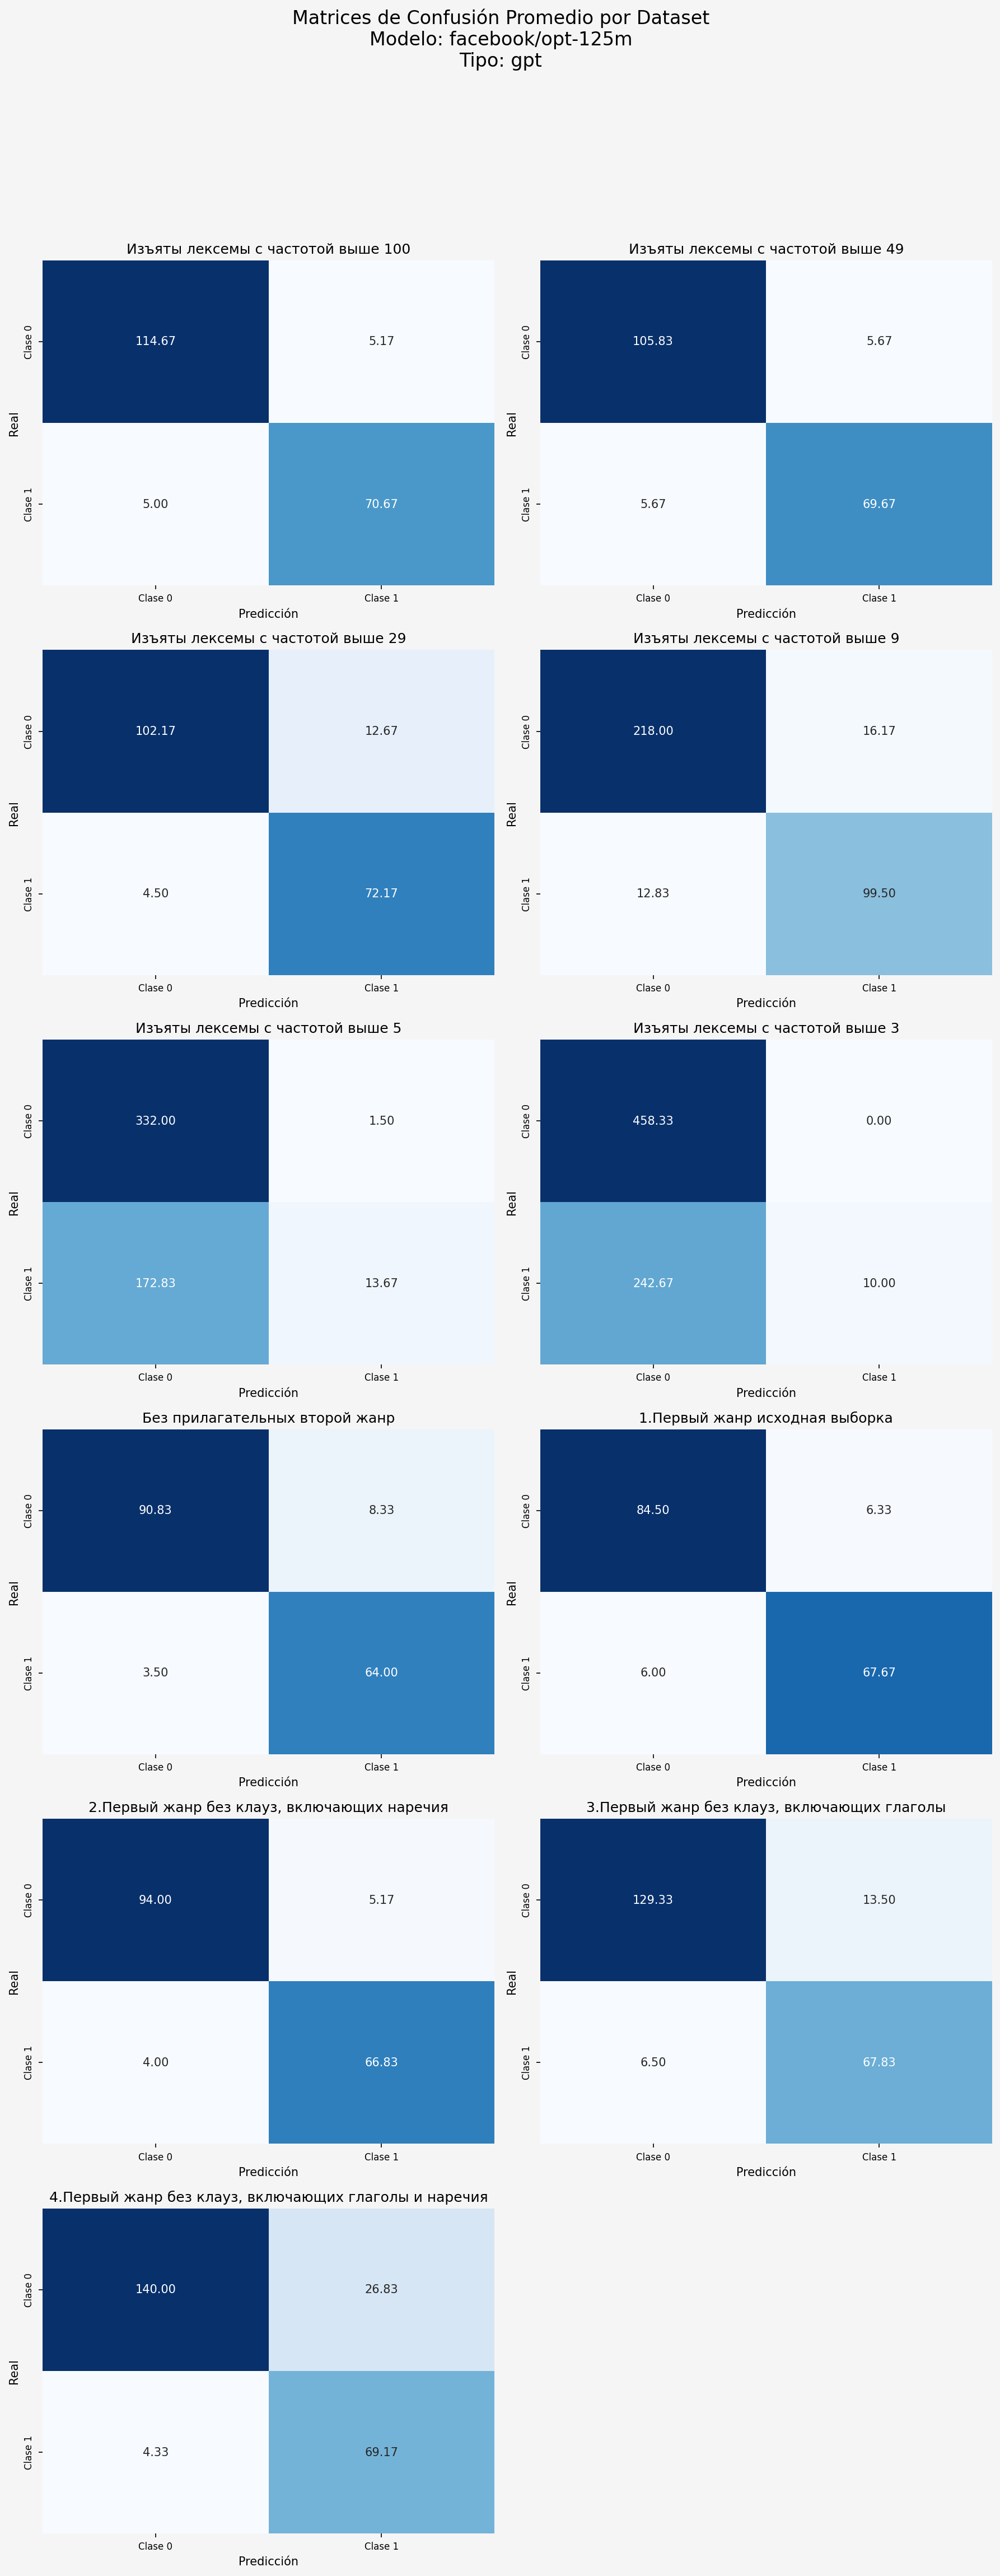 Matrices de Confusión Promedio por Dataset
Modelo: facebook/opt-125m
Tipo: gpt
Изъяты лексемы с частотой выше 100
Real
Clase 0
114.67
5.17
Clase 1
5.00
70.67
Clase 0
Clase 1
Predicción
Изъяты лексемы с частотой выше 49
Real
Clase 0
105.83
5.67
Clase 1
5.67
69.67
Clase 0
Clase 1
Predicción
Изъяты лексемы с частотой выше 29
Real
Clase 0
102.17
12.67
Clase 1
4.50
72.17
Clase 0
Clase 1
Predicción
Изъяты лексемы с частотой выше 9
Real
Clase 0
218.00
16.17
Clase 1
12.83
99.50
Clase 0
Clase 1
Predicción
Изъяты лексемы с частотой выше 5
Real
Clase 0
332.00
1.50
Clase 1
172.83
13.67
Clase 0
Clase 1
Predicción
Изъяты лексемы с частотой выше 3
Real
Clase 0
458.33
0.00
Clase 1
242.67
10.00
Clase 0
Clase 1
Predicción
Без прилагательных второй жанр
Real
Clase 0
90.83
8.33
Clase 1
3.50
64.00
Clase 0
Clase 1
Predicción
1.Первый жанр исходная выборка
Real
Clase 0
84.50
6.33
Clase 1
6.00
67.67
Clase 0
Clase 1
Predicción
2.Первый жанр без клауз, включающих наречия
Real
Clase 0
94.00
5.17
Clase 1
4.00
66.83
Clase 0
Clase 1
Predicción
3.Первый жанр без клауз, включающих глаголы
Real
Clase 0
129.33
13.50
Clase 1
6.50
67.83
Clase 0
Clase 1
Predicción
4.Первый жанр без клауз, включающих глаголы и наречия
Real
Clase 0
140.00
26.83
Clase 1
4.33
69.17
Clase 0
Clase 1
Predicción